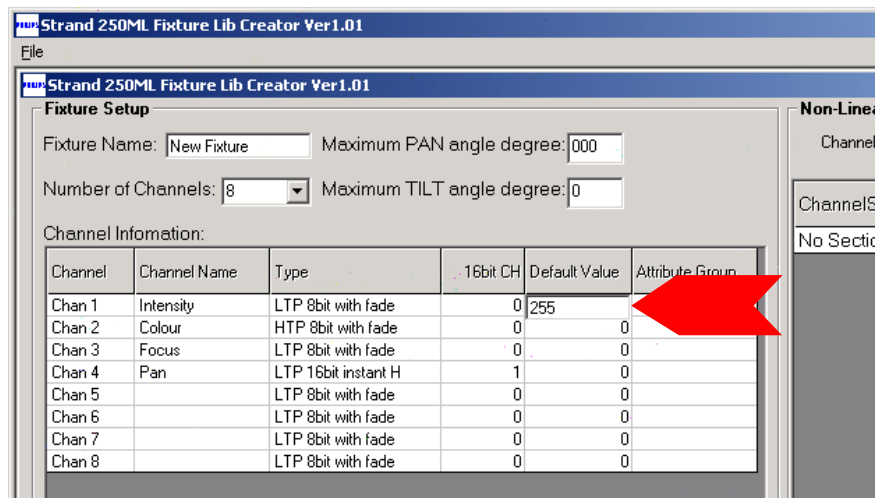 PHILIPS Strand 250ML Fixture Lib Creator Ver1.01
File
PHILIPS Strand 250ML Fixture Lib Creator Ver1.01
Fixture Setup
Non-Linea
Fixture Name: New Fixture Maximum PAN angle degree: 000
Channel
Number of Channels: 8 Maximum TILT angle degree: 0
ChannelS
Channel Infomation:
No Sectio
Channel Channel Name Type 16bit CH Default Value Attribute Group
Chan 1 Intensity LTP 8bit with fade 0 255
Chan 2 Colour HTP 8bit with fade 0 0
Chan 3 Focus LTP 8bit with fade 0 0
Chan 4 Pan LTP 16bit instant H 1 0
Chan 5 LTP 8bit with fade 0 0
Chan 6 LTP 8bit with fade 0 0
Chan 7 LTP 8bit with fade 0 0
Chan 8 LTP 8bit with fade 0 0